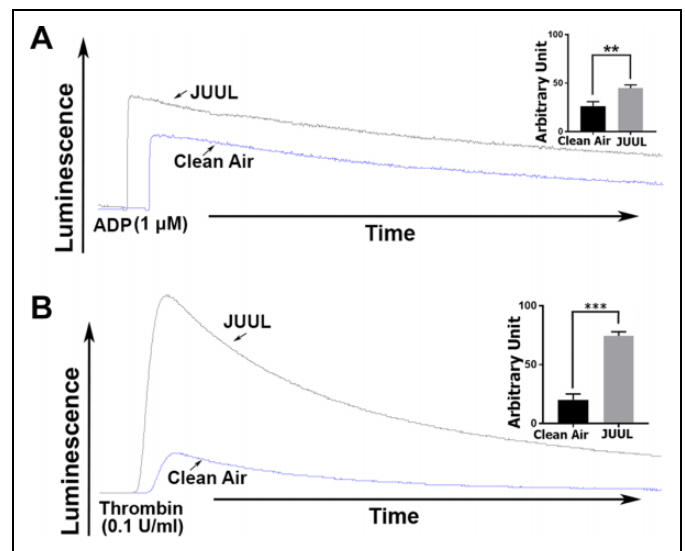 A
Luminescence
JUUL
Clean Air
ADP (1 µM)
Time
Arbitrary Unit
100
50
0
**
Clean Air JUUL
B
Luminescence
JUUL
Clean Air
Thrombin
(0.1 U/ml)
Time
Arbitrary Unit
100
50
0
***
Clean Air JUUL